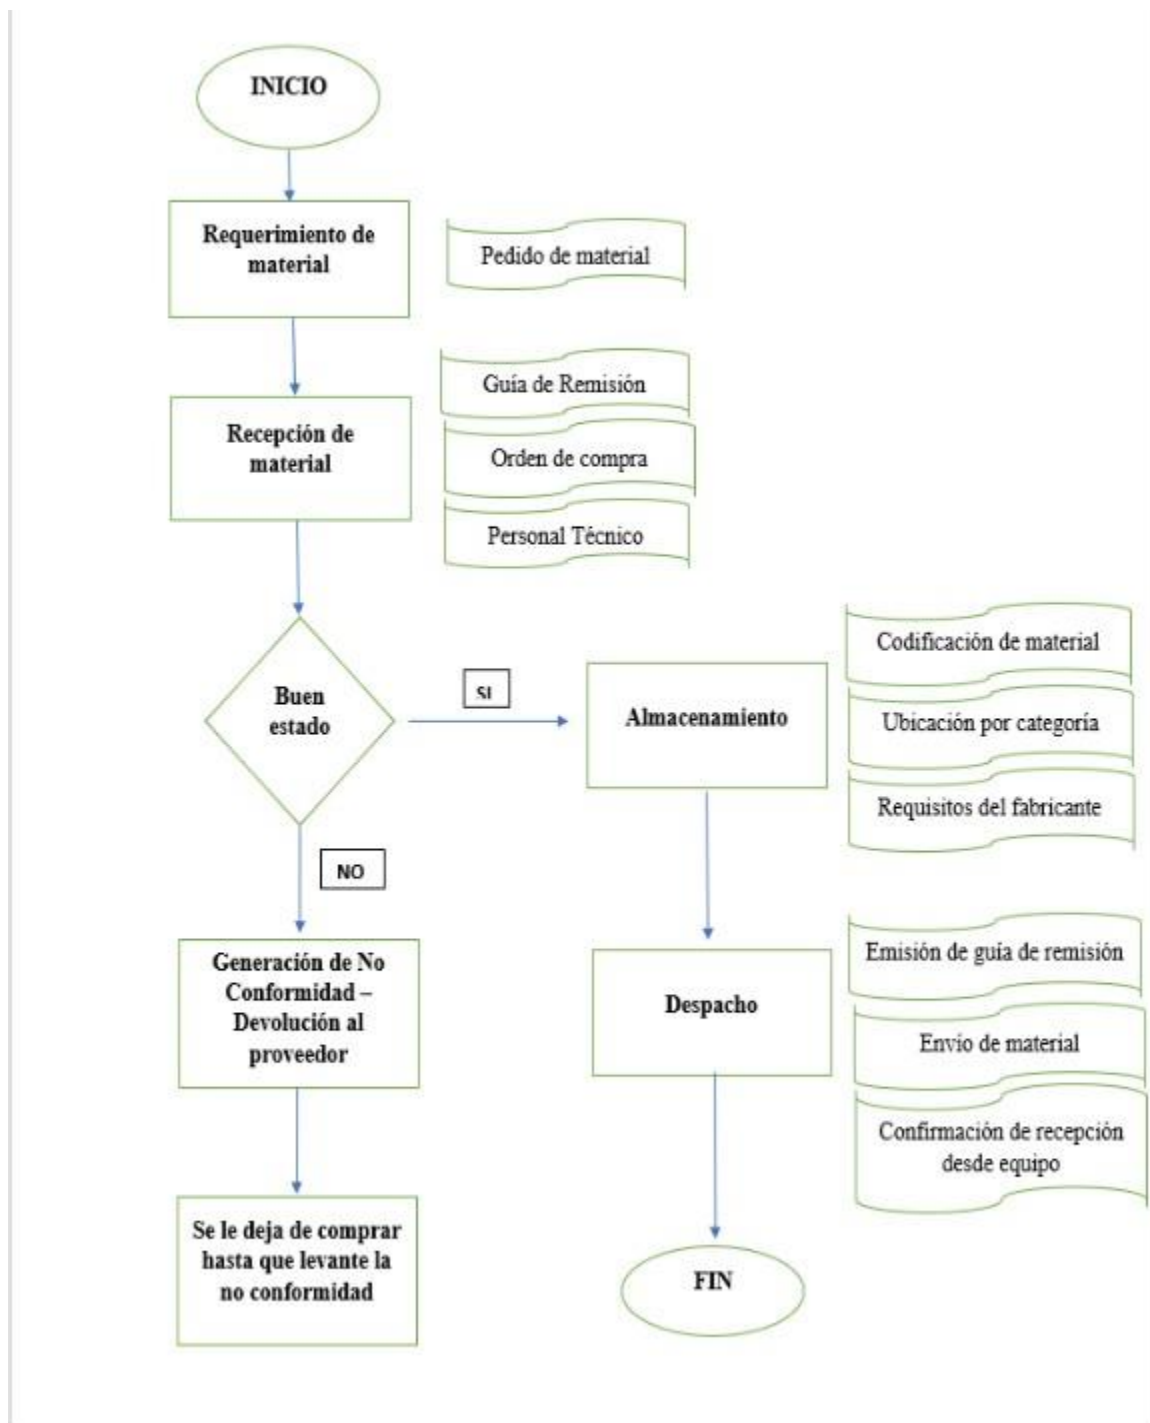 INICIO
Requerimiento de
material
Pedido de material
Guía de Remisión
Recepción de
material
Orden de compra
Personal Técnico
Buen
estado
SI
Almacenamiento
Codificación de material
Ubicación por categoría
Requisitos del fabricante
NO
Generación de No
Conformidad –
Devolución al
proveedor
Despacho
Emisión de guía de remisión
Envío de material
Confirmación de recepción
desde equipo
Se le deja de comprar
hasta que levante la
no conformidad
FIN